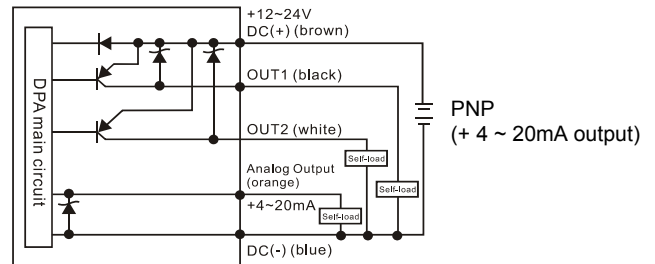 +12~24V
DC(+) (brown)
OUT1 (black)
DPA main circuit
PNP
(+ 4 ~ 20mA output)
OUT2 (white)
Self-load
Analog Output
(orange)
Self-load
+4~20mA
Self-load
DC(-) (blue)